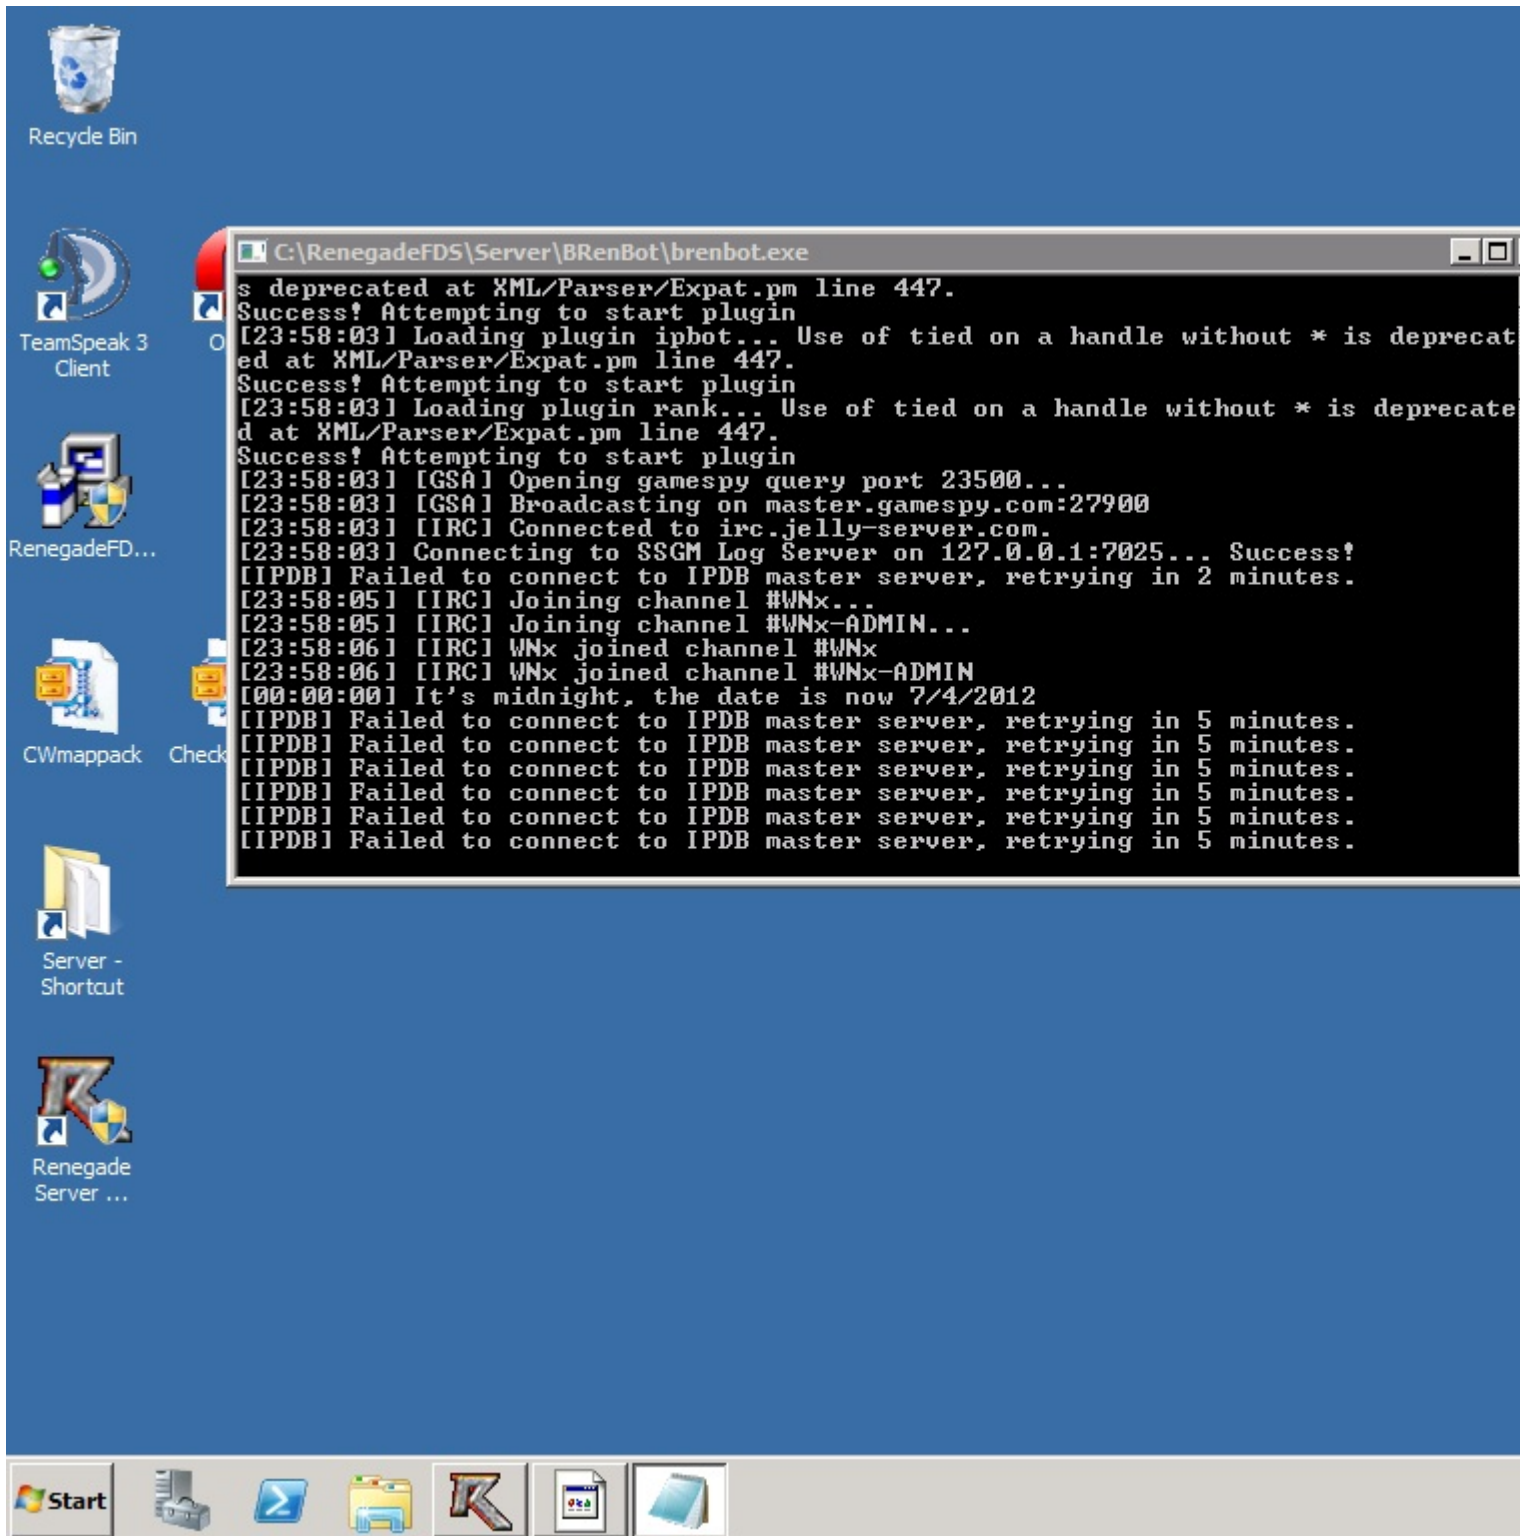 Recycle Bin
TeamSpeak 3
Client
O
RenegadeFD...
CWmappack
Check
Server -
Shortcut
Renegade
Server ...
C:\RenegadeFDS\Server\BRenBot\brenbot.exe
s deprecated at XML/Parser/Expat.pm line 447.
Success! Attempting to start plugin
[23:58:03] Loading plugin ipbot... Use of tied on a handle without * is deprecat
ed at XML/Parser/Expat.pm line 447.
Success! Attempting to start plugin
[23:58:03] Loading plugin rank... Use of tied on a handle without * is deprecate
d at XML/Parser/Expat.pm line 447.
Success! Attempting to start plugin
[23:58:03] [GSA] Opening gamespy query port 23500...
[23:58:03] [GSA] Broadcasting on master.gamespy.com:27900
[23:58:03] [IRC] Connected to irc.jelly-server.com.
[23:58:03] Connecting to SSGM Log Server on 127.0.0.1:7025... Success!
[IPDB] Failed to connect to IPDB master server, retrying in 2 minutes.
[23:58:05] [IRC] Joining channel #WNx...
[23:58:05] [IRC] Joining channel #WNx-ADMIN...
[23:58:06] [IRC] WNx joined channel #WNx
[23:58:06] [IRC] WNx joined channel #WNx-ADMIN
[00:00:00] It's midnight, the date is now 7/4/2012
[IPDB] Failed to connect to IPDB master server, retrying in 5 minutes.
[IPDB] Failed to connect to IPDB master server, retrying in 5 minutes.
[IPDB] Failed to connect to IPDB master server, retrying in 5 minutes.
[IPDB] Failed to connect to IPDB master server, retrying in 5 minutes.
[IPDB] Failed to connect to IPDB master server, retrying in 5 minutes.
[IPDB] Failed to connect to IPDB master server, retrying in 5 minutes.
Start